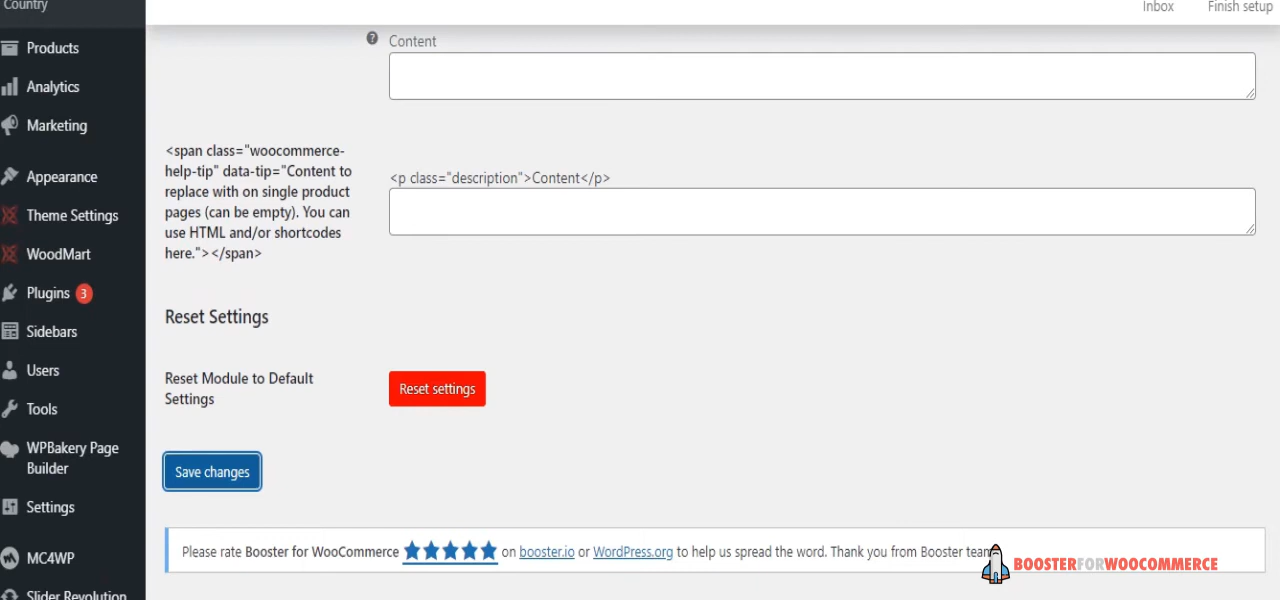 Country
Inbox
Finish setup
Products
Analytics
Marketing
Appearance
Theme Settings
WoodMart
Plugins 3
Sidebars
Users
Tools
WPBakery Page
Builder
Settings
MC4WP
Slider Revolution
Content
<span class="woocommerce-
help-tip" data-tip="Content to
replace with on single product
pages (can be empty). You can
use HTML and/or shortcodes
here."></span>
<p class="description">Content</p>
Reset Settings
Reset Module to Default
Settings
Reset settings
Save changes
Please rate Booster for WooCommerce ★★★★★ on booster.io or WordPress.org to help us spread the word. Thank you from Booster team
BOOSTERFORWOOCOMMERCE